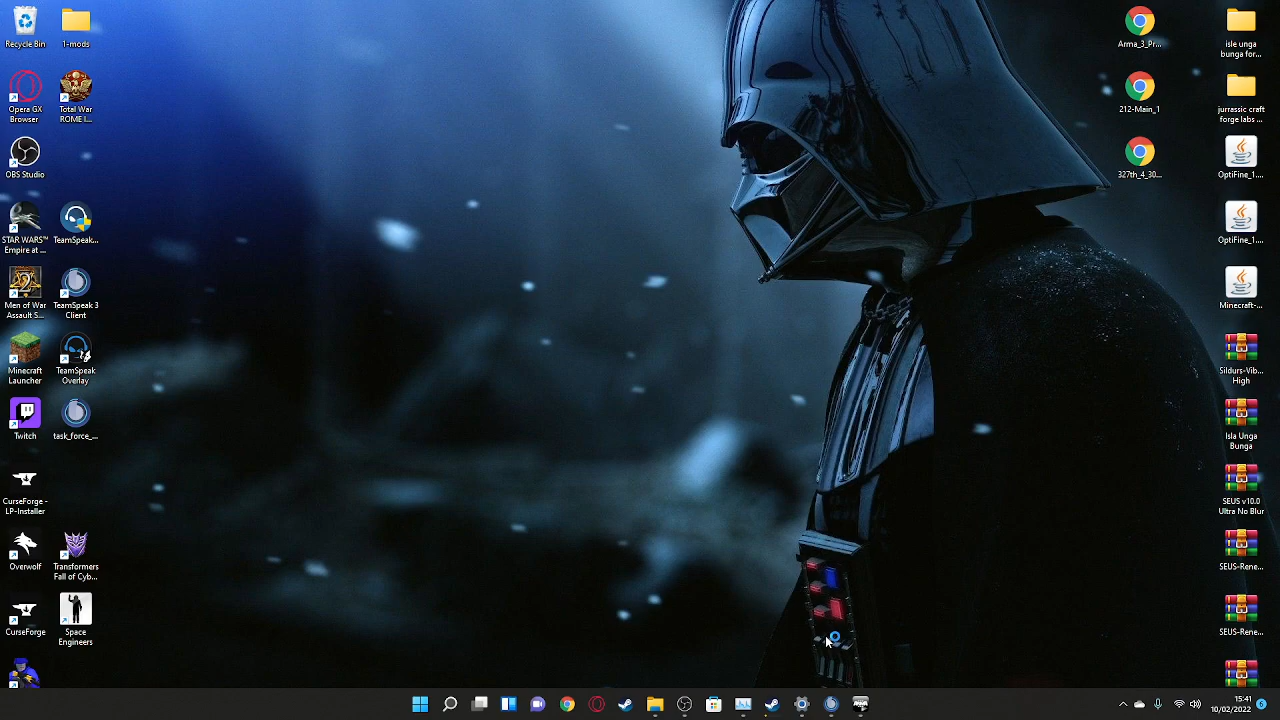 Recycle Bin
1-mods
Opera GX
Browser
Total War
ROME I...
OBS Studio
STAR WARS™
Empire at ...
TeamSpeak...
Men of War
Assault S...
TeamSpeak 3
Client
Minecraft
Launcher
TeamSpeak
Overlay
Twitch
task_force_...
CurseForge -
LP-Installer
Overwolf
Transformers
Fall of Cyb...
CurseForge
Space
Engineers
Arma_3_Pr...
isle unga
bunga for...
212-Main_1
jurrassic craft
forge labs ...
327th_4_30...
OptiFine_1....
OptiFine_1....
Minecraft-...
Sildurs-Vib...
High
Isla Unga
Bunga
SEUS v10.0
Ultra No Blur
SEUS-Rene...
SEUS-Rene...
15:41
10/02/2022
6